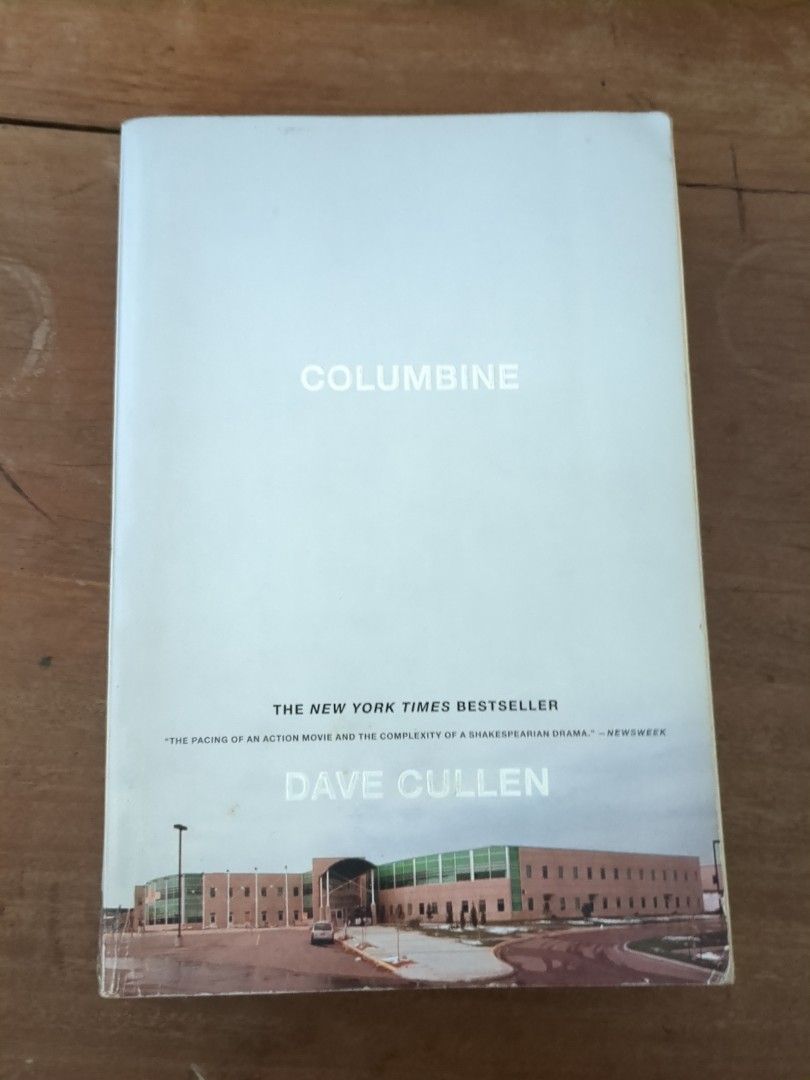 COLUMBINE
THE NEW YORK TIMES BESTSELLER
"THE PACING OF AN ACTION MOVIE AND THE COMPLEXITY OF A SHAKESPEARIAN DRAMA." —NEWSWEEK
DAVE CULLEN